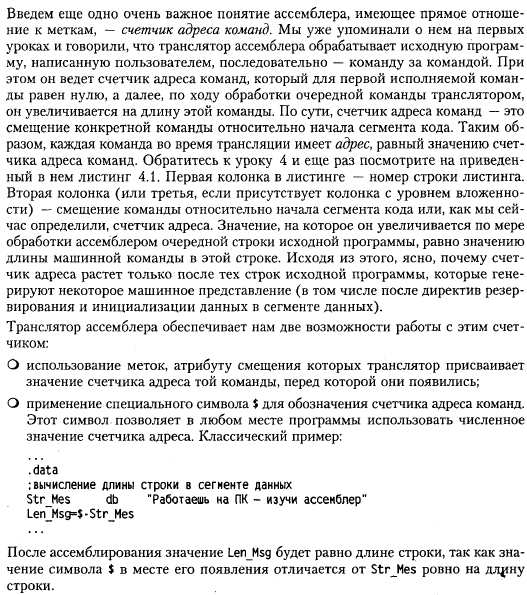 Введем еще одно очень важное понятие ассемблера, имеющее прямое отноше-
ние к меткам, — счетчик адреса команд. Мы уже упоминали о нем на первых
уроках и говорили, что транслятор ассемблера обрабатывает исходную програм-
му, написанную пользователем, последовательно — команду за командой. При
этом он ведет счетчик адреса команд, который для первой исполняемой коман-
ды равен нулю, а далее, по ходу обработки очередной команды транслятором,
он увеличивается на длину этой команды. По сути, счетчик адреса команд — это
смещение конкретной команды относительно начала сегмента кода. Таким об-
разом, каждая команда во время трансляции имеет адрес, равный значению счет-
чика адреса команд. Обратитесь к уроку 4 и еще раз посмотрите на приведен-
ный в нем листинг 4.1. Первая колонка в листинге — номер строки листинга.
Вторая колонка (или третья, если присутствует колонка с уровнем вложенно-
сти) — смещение команды относительно начала сегмента кода или, как мы сей-
час определили, счетчик адреса. Значение, на которое он увеличивается по мере
обработки ассемблером очередной строки исходной программы, равно значению
длины машинной команды в этой строке. Исходя из этого, ясно, почему счет-
чик адреса растет только после тех строк исходной программы, которые гене-
рируют некоторое машинное представление (в том числе после директив резер-
вирования и инициализации данных в сегменте данных).
Транслятор ассемблера обеспечивает нам две возможности работы с этим счет-
чиком:
О использование меток, атрибуту смещения которых транслятор присваивает
значение счетчика адреса той команды, перед которой они появились;
О применение специального символа $ для обозначения счетчика адреса команд.
Этот символ позволяет в любом месте программы использовать численное
значение счетчика адреса. Классический пример:
...
.data
;вычисление длины строки в сегменте данных
Str_Mes db "Работаешь на ПК – изучи ассемблер"
Len_Msg=$-Str_Mes
...
После ассемблирования значение Len_Msg будет равно длине строки, так как зна-
чение символа $ в месте его появления отличается от Str_Mes ровно на длину
строки.